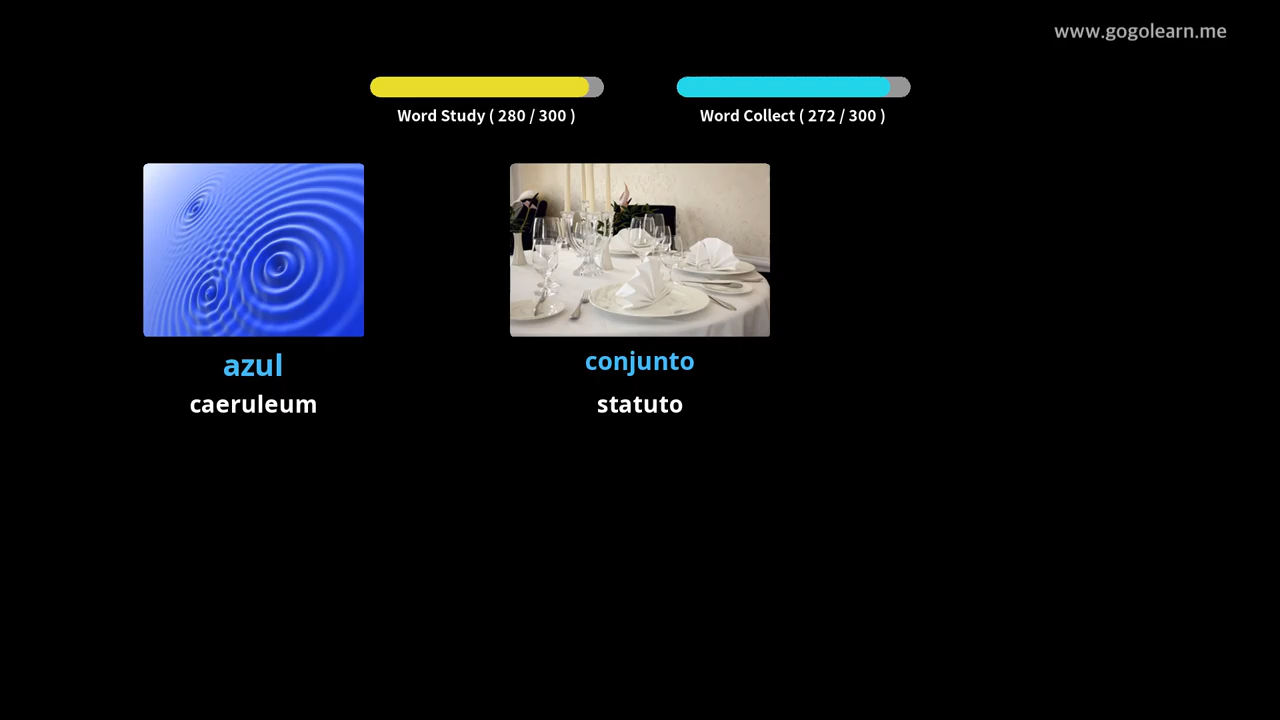 www.gogolearn.me
Word Study ( 280 / 300 )
Word Collect ( 272 / 300 )
azul
caeruleum
conjunto
statuto